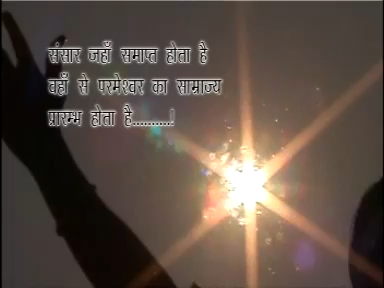 संसार जहाँ समाप्त होता है
वहाँ से परमेश्वर का साम्राज्य
प्रारम्भ होता है..........!